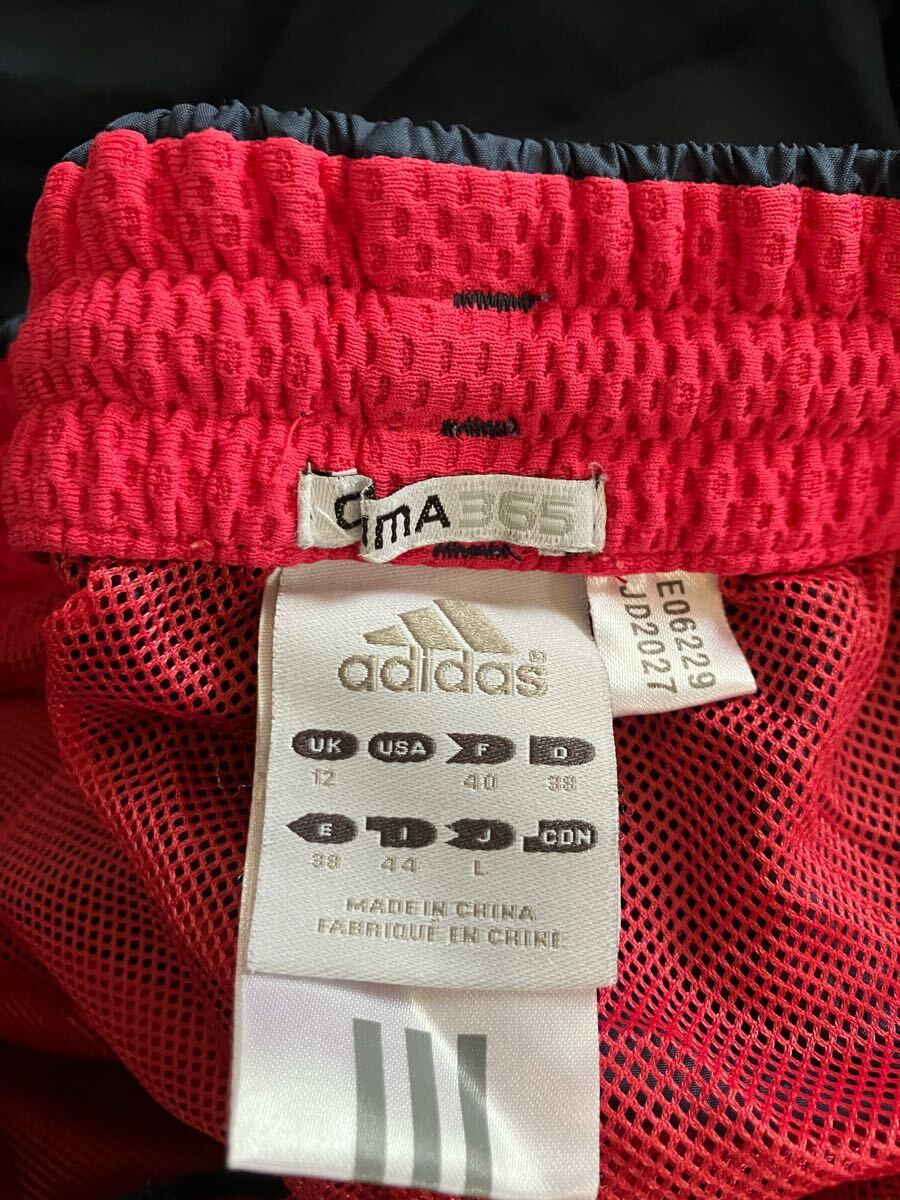 CLIMA365
adidas®
UK USA F D
12 40 38
E I J CDN
38 44 L
MADE IN CHINA
FABRIQUÉ EN CHINE
E06229
JD2027